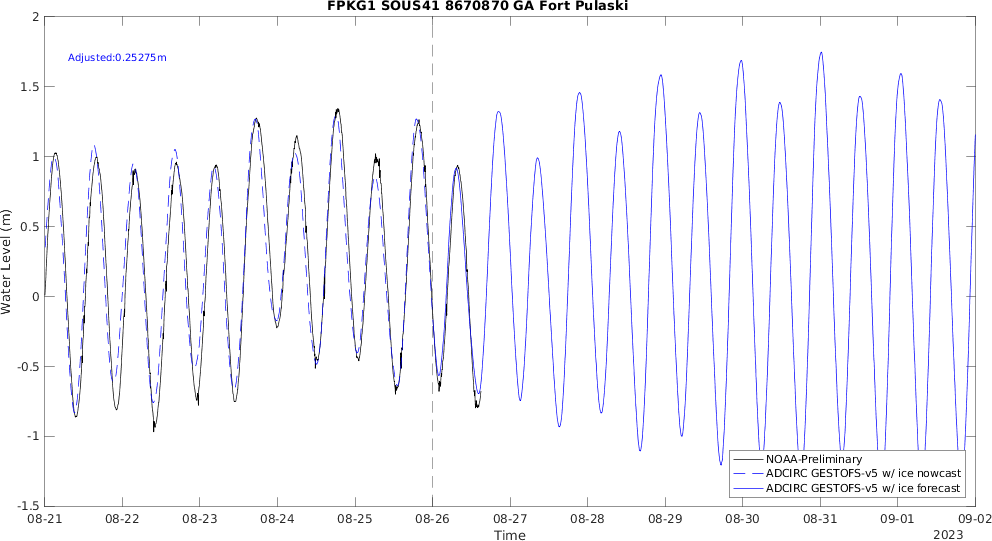 FPKG1 SOUS41 8670870 GA Fort Pulaski
Adjusted:0.25275m
2
1.5
1
0.5
0
-0.5
-1
-1.5
Water Level (m)
NOAA-Preliminary
ADCIRC GESTOFS-v5 w/ ice nowcast
ADCIRC GESTOFS-v5 w/ ice forecast
08-21 08-22 08-23 08-24 08-25 08-26 08-27 08-28 08-29 08-30 08-31 09-01 09-02
Time
2023